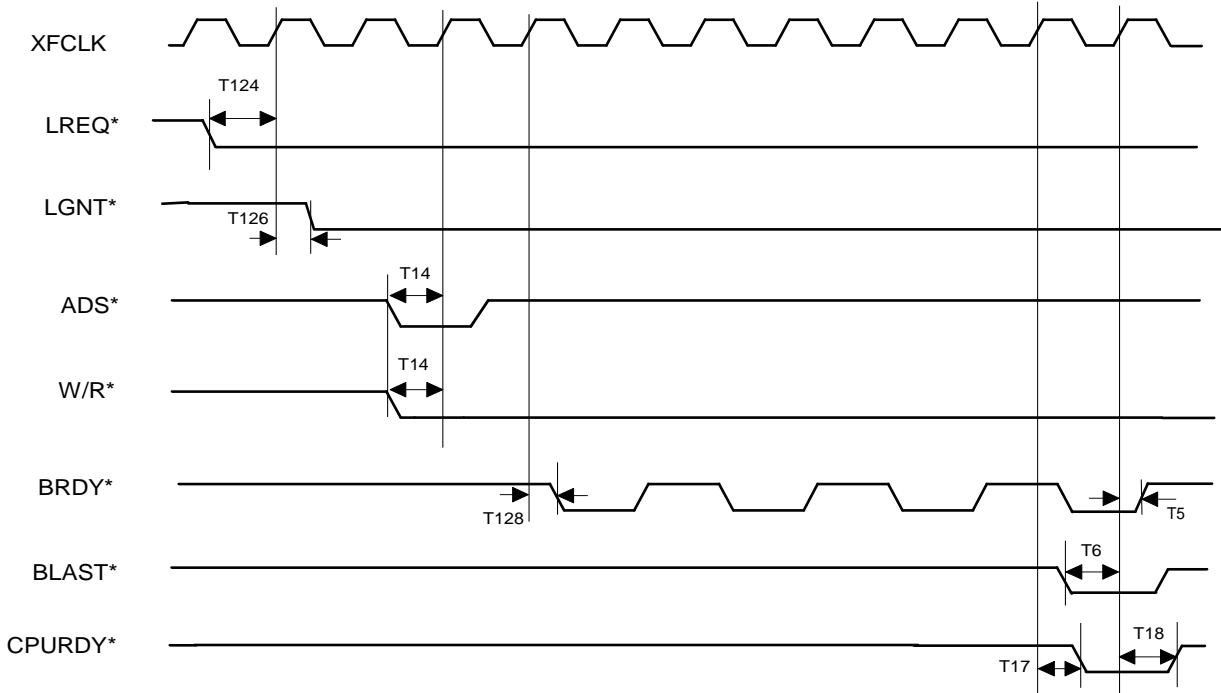 XFCLK
T124
LREQ*
LGNT*
T126
T14
ADS*
T14
W/R*
BRDY*
T128
T5
T6
BLAST*
T18
CPURDY*
T17